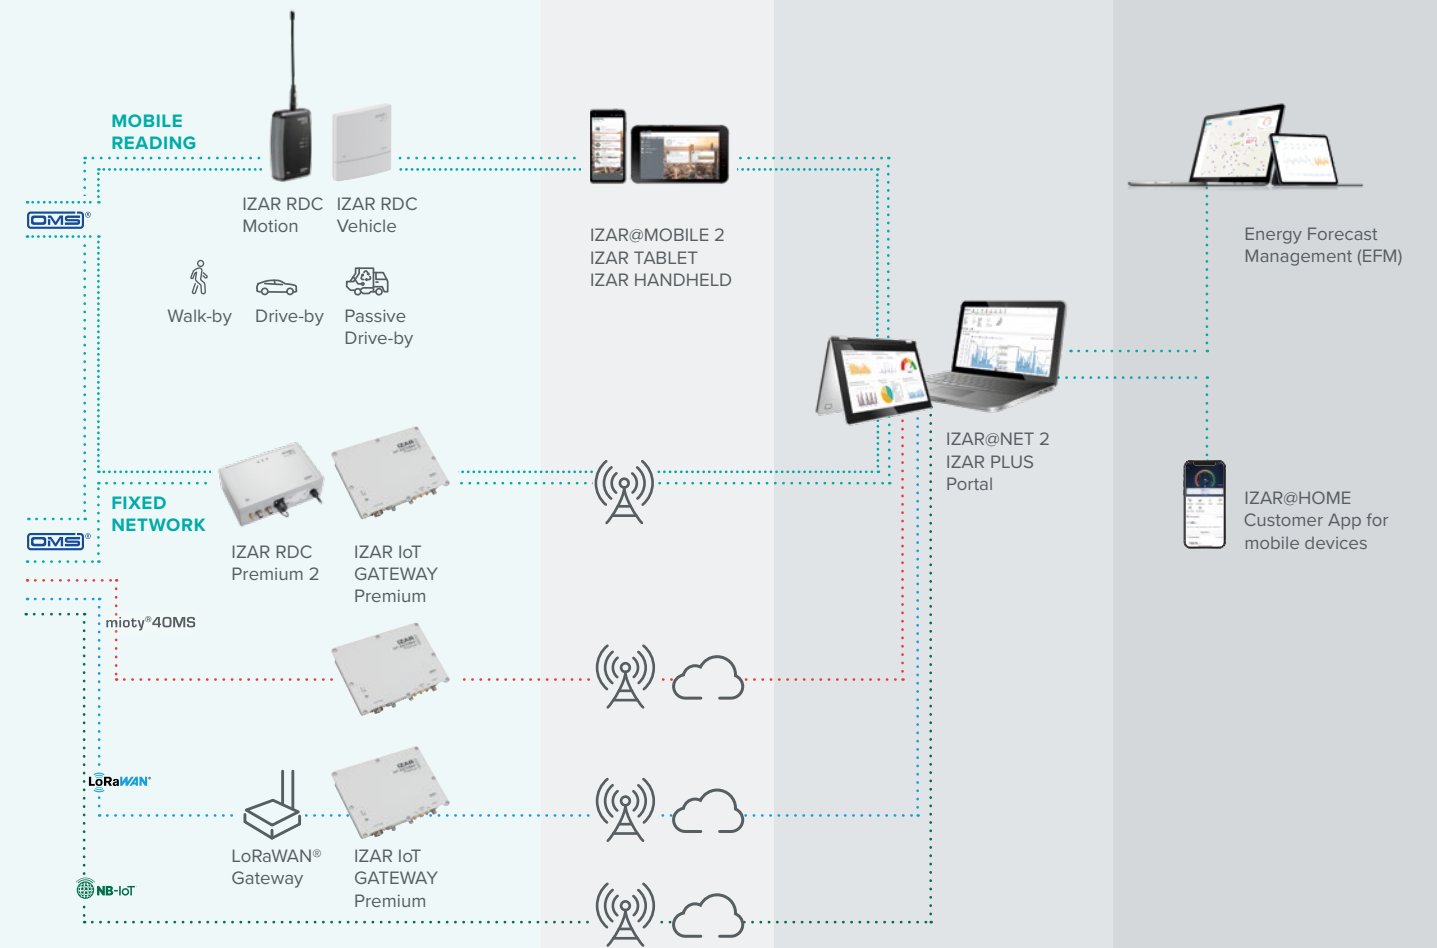 MOBILE
READING
OMS®
IZAR RDC
Motion
IZAR RDC
Vehicle
Walk-by
Drive-by
Passive
Drive-by
IZAR@MOBILE 2
IZAR TABLET
IZAR HANDHELD
Energy Forecast
Management (EFM)
IZAR@NET 2
IZAR PLUS
Portal
IZAR@HOME
Customer App for
mobile devices
FIXED
NETWORK
OMS®
IZAR RDC
Premium 2
IZAR IoT
GATEWAY
Premium
mioty®4OMS
LoRaWAN®
LoRaWAN®
Gateway
IZAR IoT
GATEWAY
Premium
NB-IoT